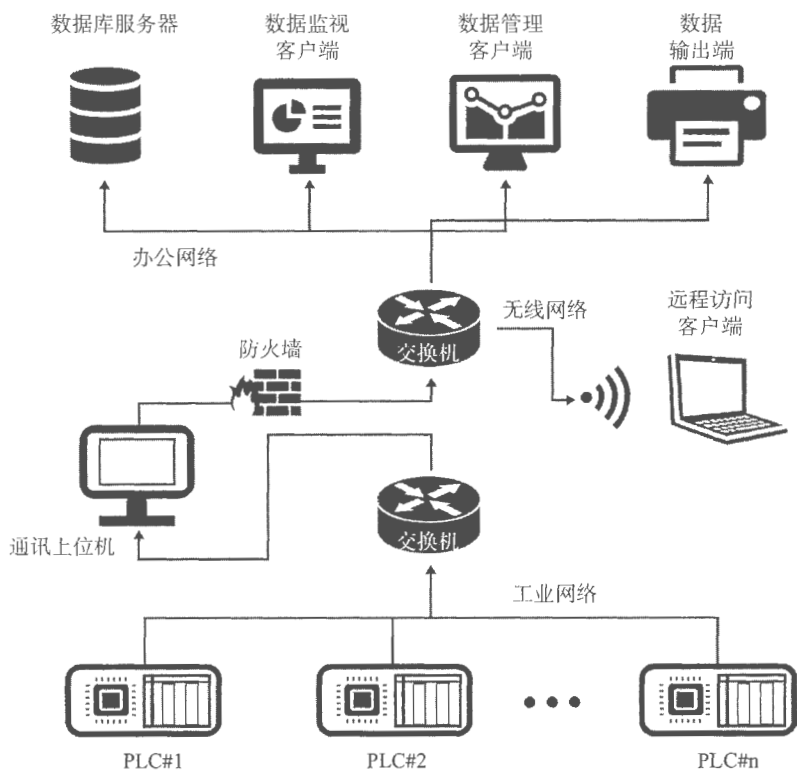 数据库服务器
数据监视
客户端
数据管理
客户端
数据
输出端
办公网络
无线网络
远程访问
客户端
防火墙
交换机
通讯上位机
交换机
工业网络
PLC#1
PLC#2
PLC#n